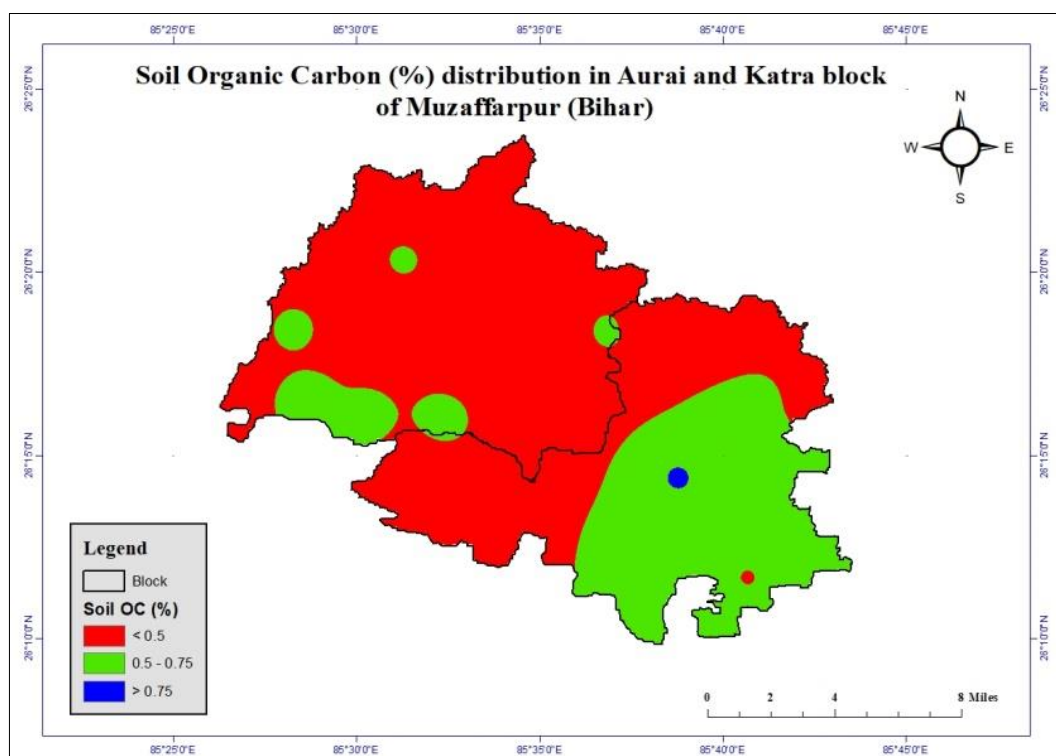 85°25'0"E 85°30'0"E 85°35'0"E 85°40'0"E 85°45'0"E
Soil Organic Carbon (%) distribution in Aurai and Katra block
of Muzaffarpur (Bihar)
26°25'0"N 26°25'0"N
N
W E
S
26°20'0"N 26°20'0"N
26°15'0"N 26°15'0"N
Legend
Block
Soil OC (%)
< 0.5
0.5 - 0.75
> 0.75
26°10'0"N 26°10'0"N
0 2 4 8 Miles
85°25'0"E 85°30'0"E 85°35'0"E 85°40'0"E 85°45'0"E